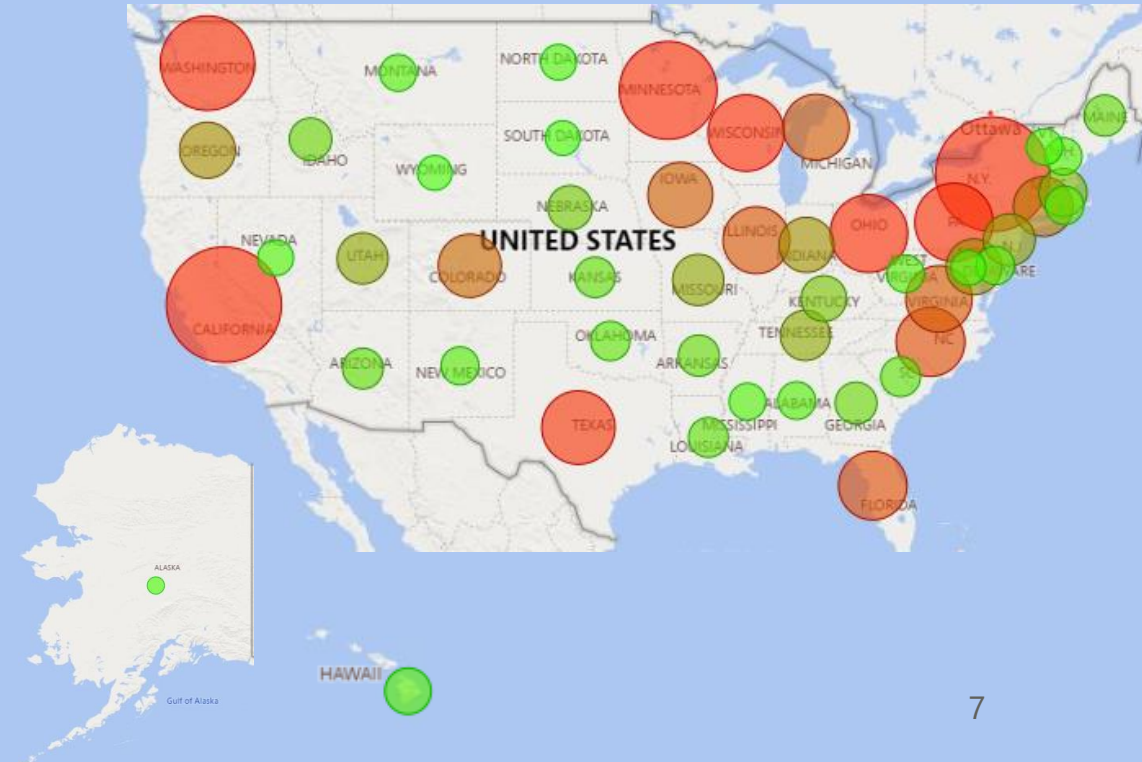 WASHINGTON
MONTANA
NORTH DAKOTA
MINNESOTA
OREGON
IDAHO
SOUTH DAKOTA
WYOMING
WISCONSIN
MICHIGAN
Ottawa
MAINE
N.Y.
IOWA
NEBRASKA
NEVADA
UNITED STATES
UTAH
COLORADO
KANSAS
MISSOURI
ILLINOIS
INDIANA
OHIO
PA
N.J.
WEST
VIRGINIA
KENTUCKY
VIRGINIA
CALIFORNIA
ARIZONA
NEW MEXICO
OKLAHOMA
ARKANSAS
TENNESSEE
NC
SC
TEXAS
LOUISIANA
MISSISSIPPI
ALABAMA
GEORGIA
FLORIDA
ALASKA
Gulf of Alaska
HAWAII
7